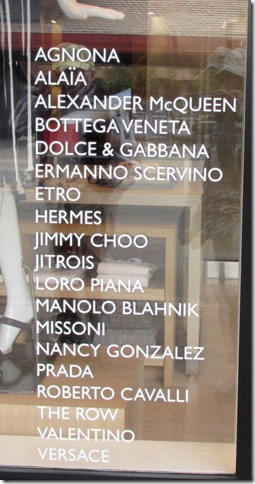 AGNONA
ALAÏA
ALEXANDER McQUEEN
BOTTEGA VENETA
DOLCE & GABBANA
ERMANNO SCERVINO
ETRO
HERMES
JIMMY CHOO
JITROIS
LORO PIANA
MANOLO BLAHNIK
MISSONI
NANCY GONZALEZ
PRADA
ROBERTO CAVALLI
THE ROW
VALENTINO
VERSACE